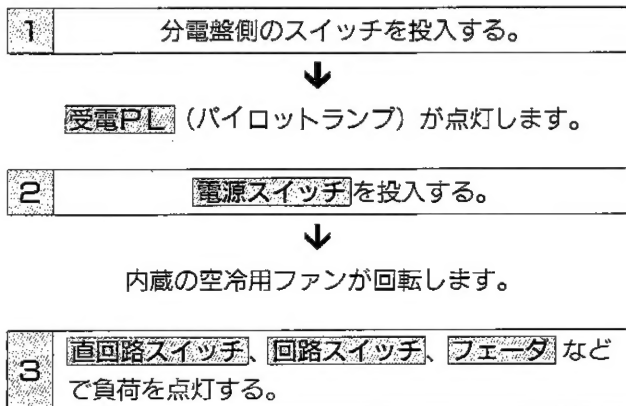 1 分電盤側のスイッチを投入する。
↓
受電PL(パイロットランプ)が点灯します。
2 電源スイッチを投入する。
↓
内蔵の空冷用ファンが回転します。
3 直回路スイッチ、回路スイッチ、フェーダなど
で負荷を点灯する。